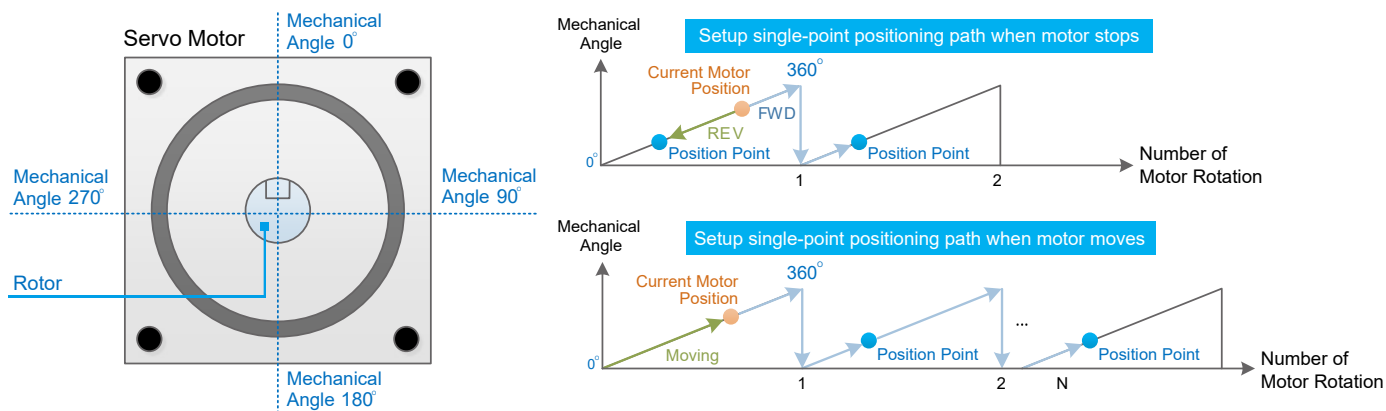 Servo Motor
Mechanical
Angle 0°
Mechanical
Angle 270°
Mechanical
Angle 90°
Rotor
Mechanical
Angle 180°
Setup single-point positioning path when motor stops
Mechanical
Angle
Current Motor
Position
360°
FWD
REV
Position Point
Position Point
0°
1
2
Number of
Motor Rotation
Setup single-point positioning path when motor moves
Mechanical
Angle
Current Motor
Position
360°
Moving
...
Position Point
Position Point
0°
1
2
N
Number of
Motor Rotation